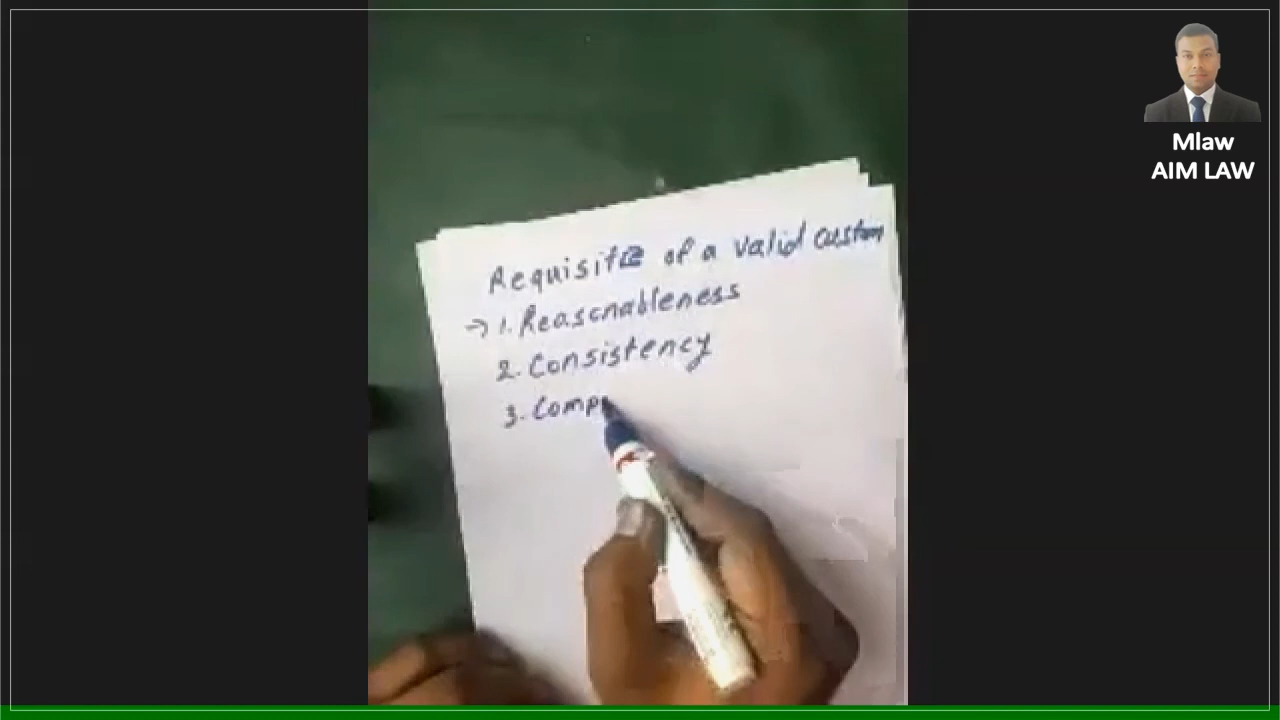 Requisite of a valid custom
→ 1. Reasonableness
2. Consistency
3. Comp
Mlaw
AIM LAW